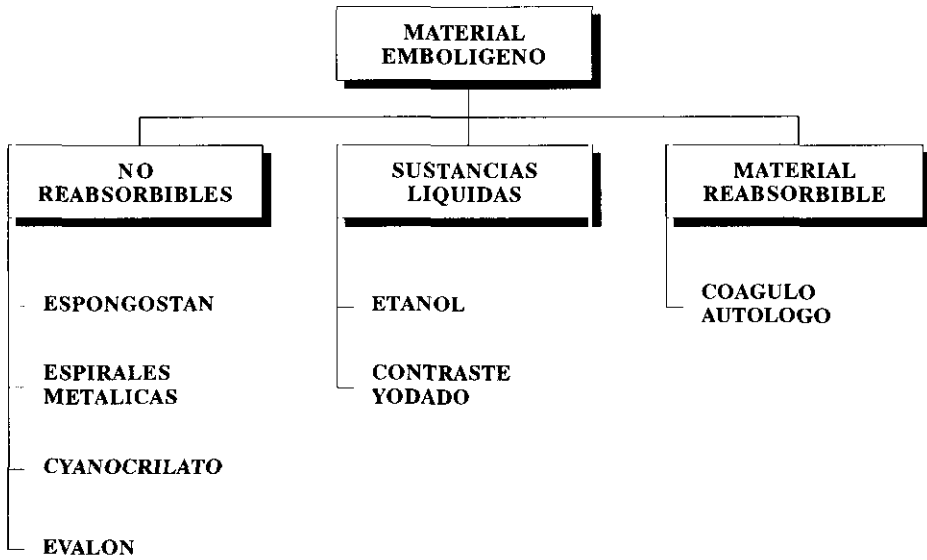 MATERIAL
EMBOLIGENO
NO
REABSORBIBLES
ESPONGOSTAN
ESPIRALES
METALICAS
CYANOCRILATO
EVALON
SUSTANCIAS
LIQUIDAS
ETANOL
CONTRASTE
YODADO
MATERIAL
REABSORBIBLE
COAGULO
AUTOLOGO